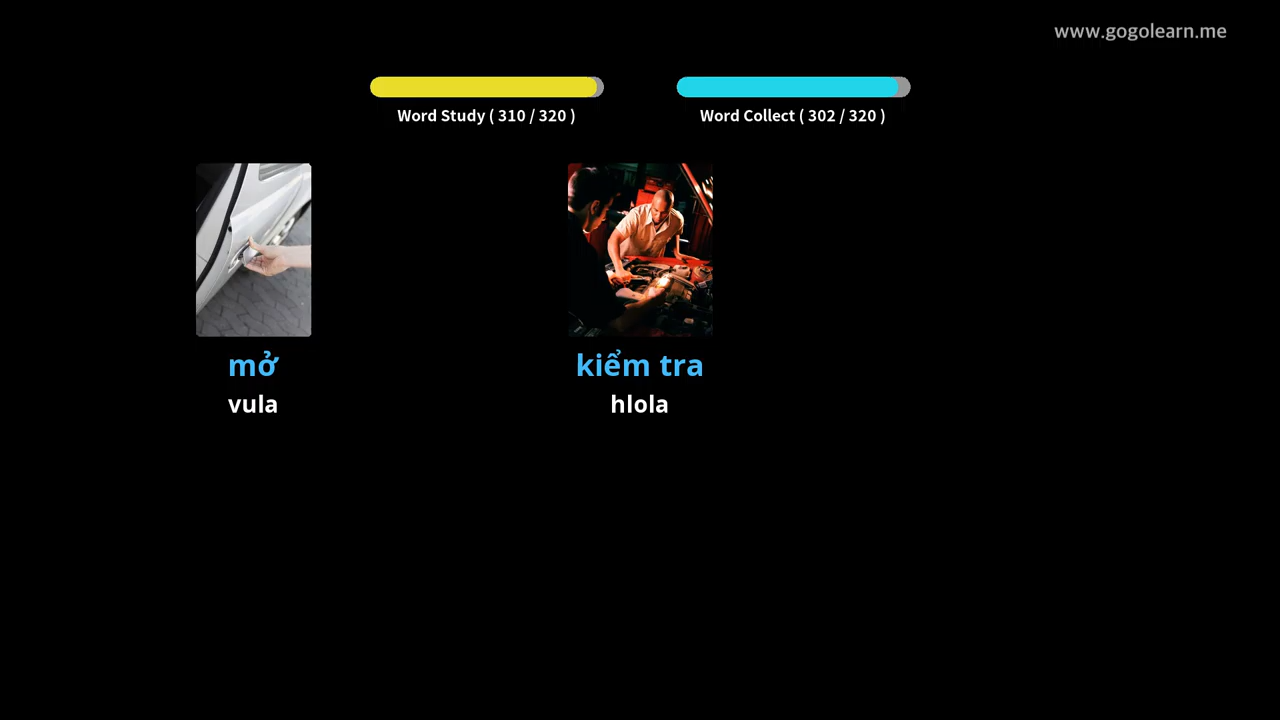 www.gogolearn.me
Word Study ( 310 / 320 )
Word Collect ( 302 / 320 )
mở
vula
kiểm tra
hlola